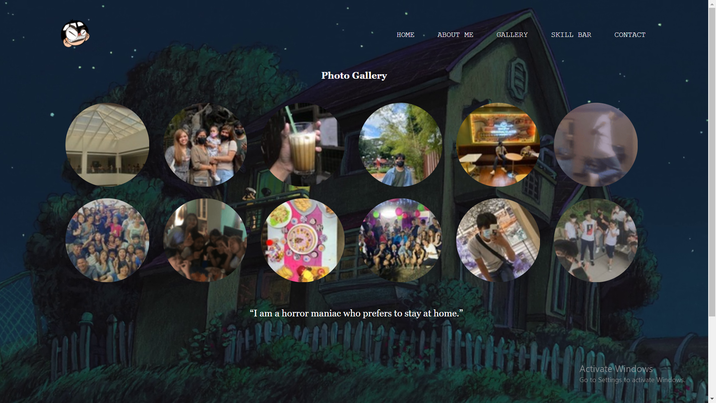 HOME ABOUT ME GALLERY SKILL BAR CONTACT
Photo Gallery
“I am a horror maniac who prefers to stay at home.”
Activate Windows
Go to Settings to activate Windows.